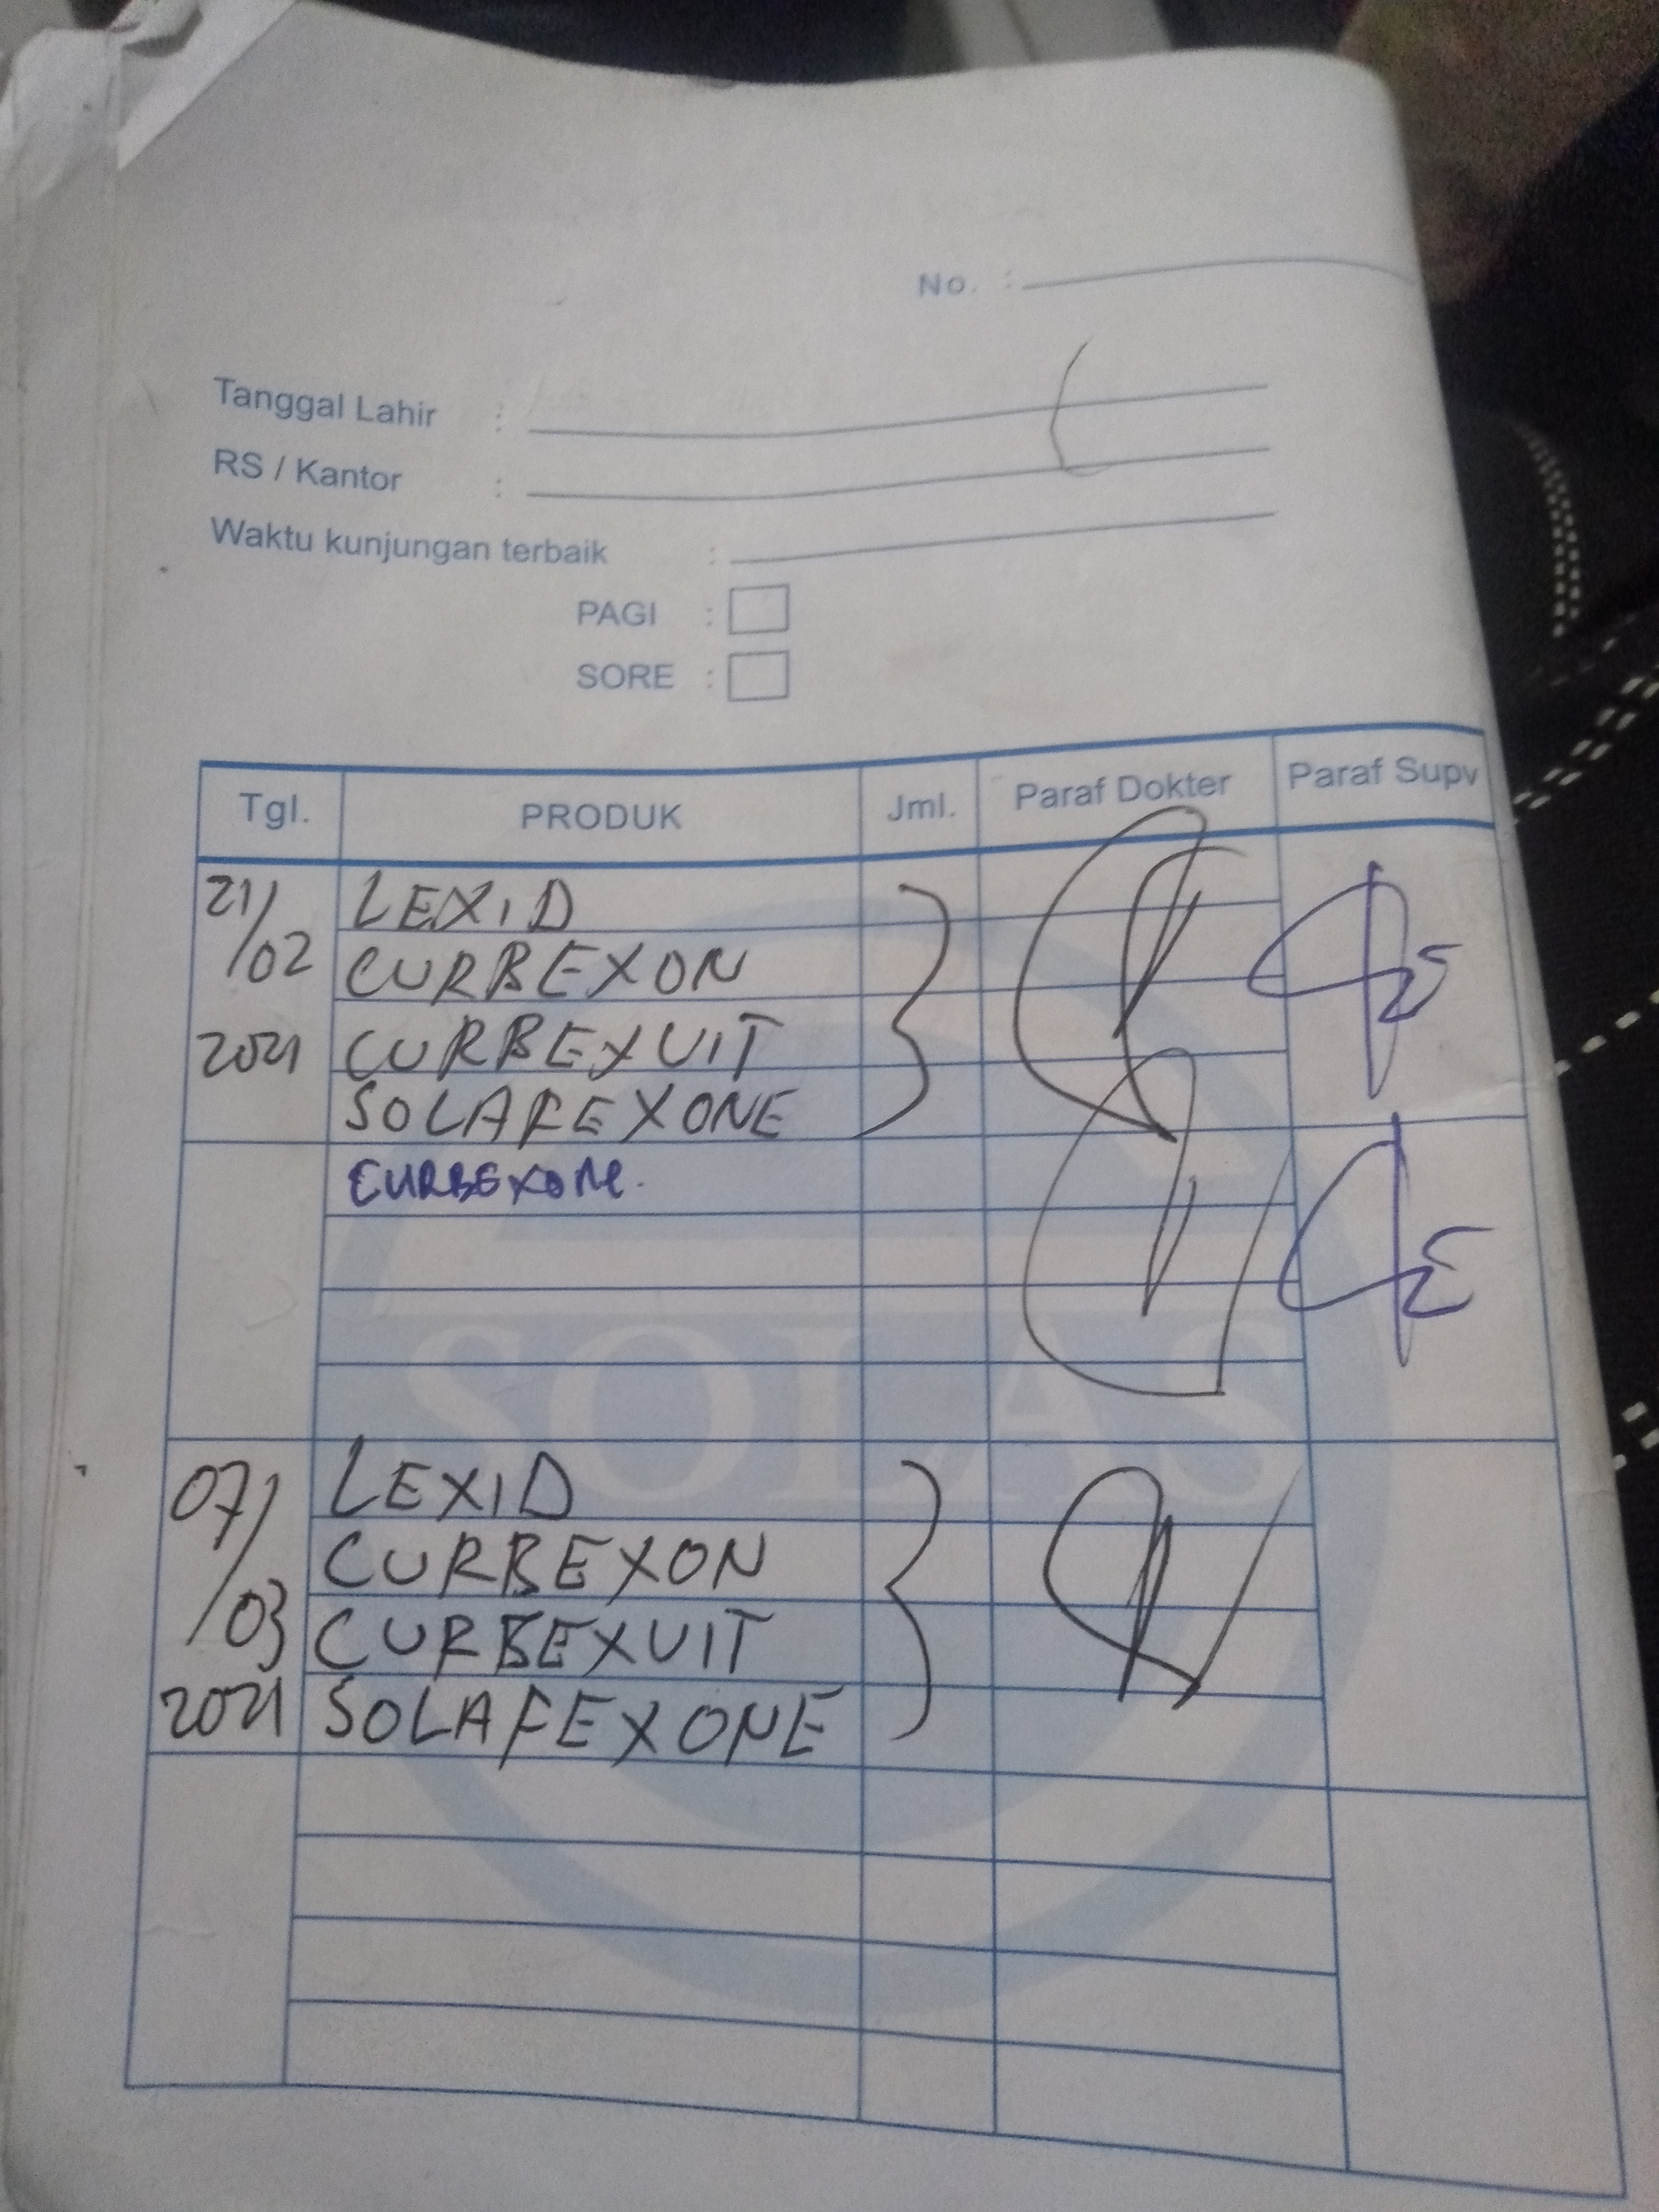 No. :
Tanggal Lahir :
RS / Kantor :
Waktu kunjungan terbaik :
PAGI :
SORE :
Tgl. PRODUK Jml. Paraf Dokter Paraf Supv
21/ LEXID
/02 CURBEXON
2021 CURBEXUIT
SOLAFEXONE
CURBEXONE.
SOLAS
07/ LEXID
CURBEXON
/03 CURBEXUIT
2021 SOLAFEXONE